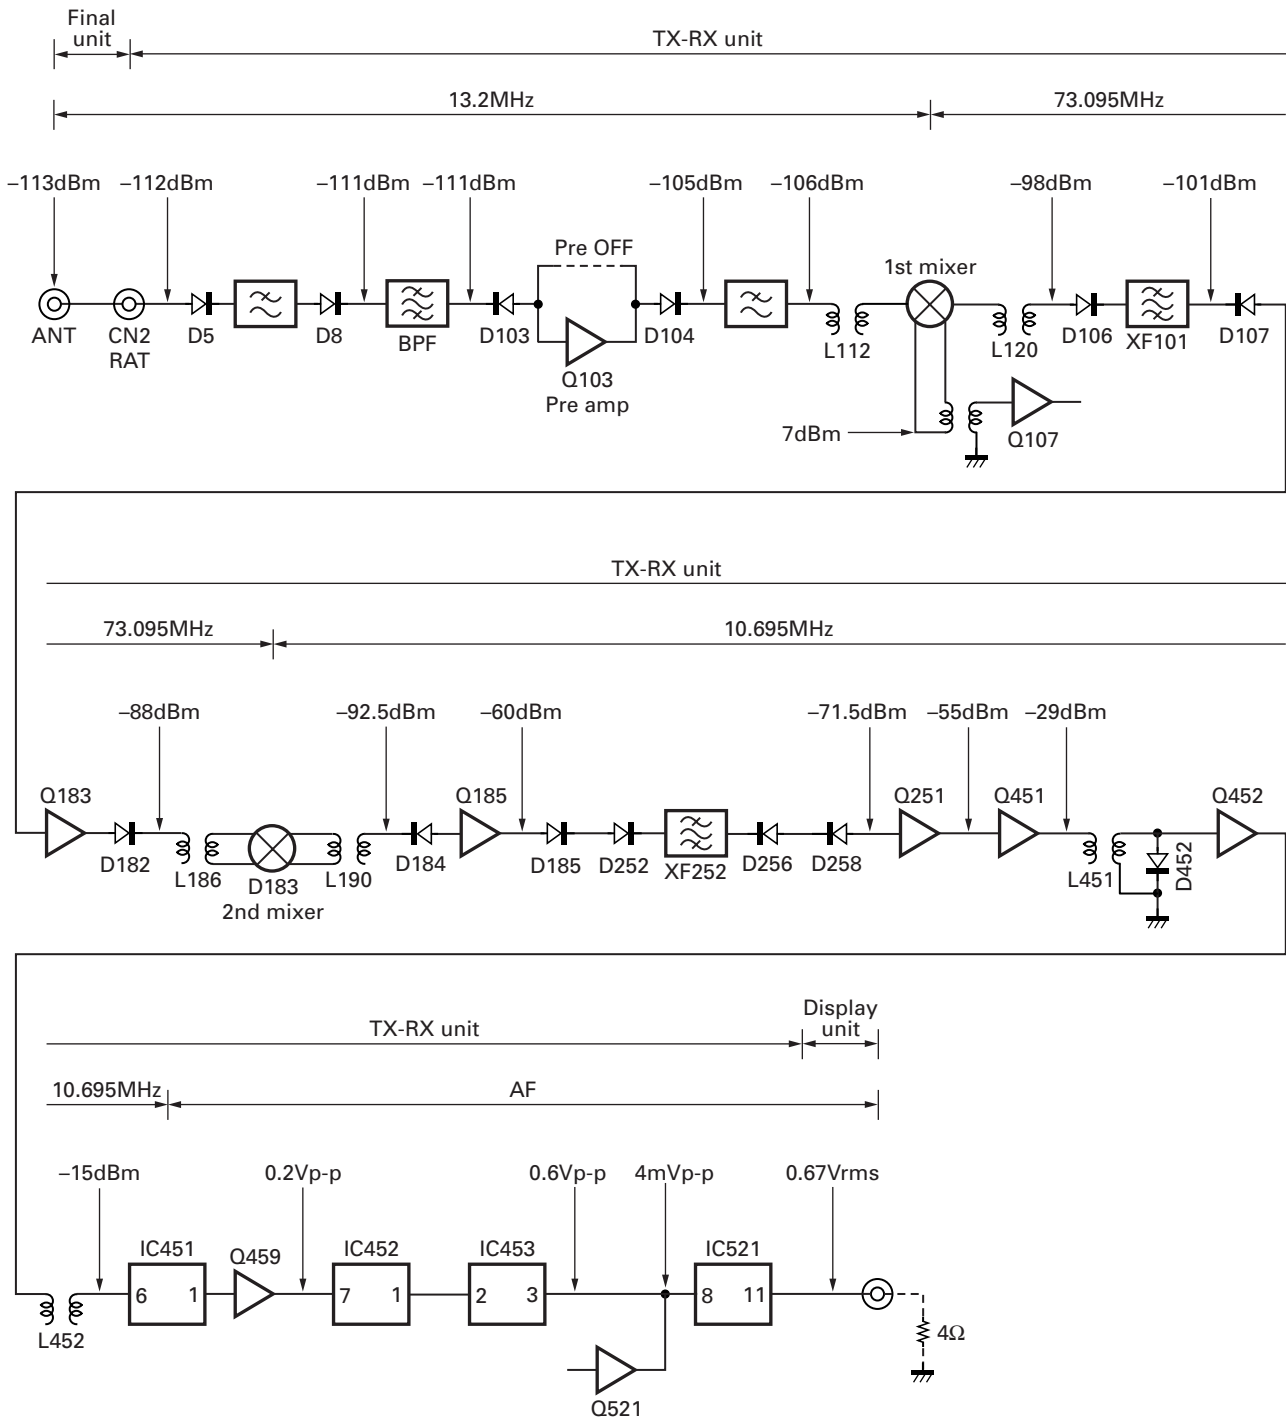 Final
unit
TX-RX unit
13.2MHz
73.095MHz
–113dBm
–112dBm
–111dBm
–111dBm
–105dBm
–106dBm
–98dBm
–101dBm
Pre OFF
1st mixer
ANT
CN2
RAT
D5
D8
BPF
D103
Q103
Pre amp
D104
L112
L120
D106
XF101
D107
7dBm
Q107
TX-RX unit
73.095MHz
10.695MHz
–88dBm
–92.5dBm
–60dBm
–71.5dBm
–55dBm
–29dBm
Q183
Q185
Q251
Q451
Q452
D182
L186
D183
2nd mixer
L190
D184
D185
D252
XF252
D256
D258
L451
D452
TX-RX unit
Display
unit
10.695MHz
AF
–15dBm
0.2Vp-p
0.6Vp-p
4mVp-p
0.67Vrms
IC451
Q459
IC452
IC453
IC521
6
1
7
1
2
3
8
11
L452
4Ω
Q521